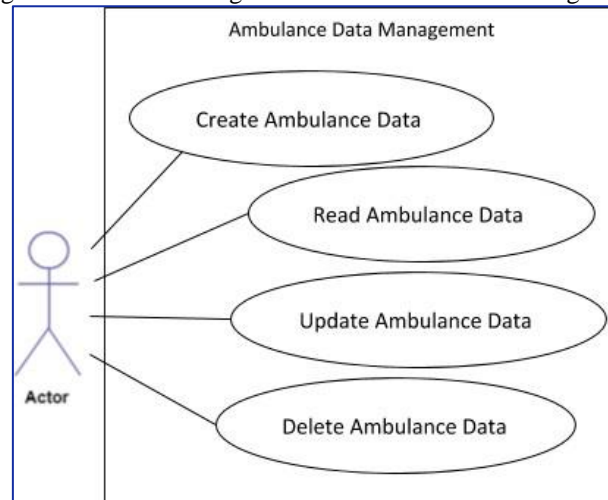 Ambulance Data Management
Create Ambulance Data
Read Ambulance Data
Update Ambulance Data
Actor
Delete Ambulance Data